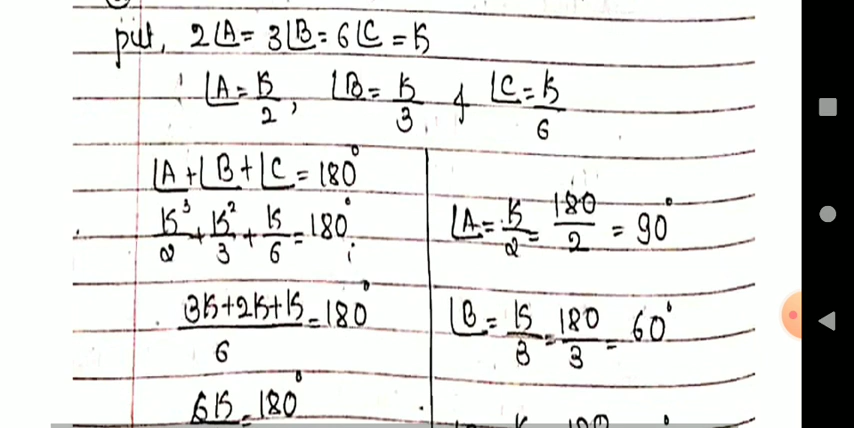 put, 2∠A = 3∠B = 6∠C = K
∠A = K/2, ∠B = K/3, & ∠C = K/6
∠A + ∠B + ∠C = 180°
K³/2 + K²/3 + K/6 = 180°
3K+2K+K/6 = 180°
6K = 180°
∠A = K/2 = 180/2 = 90°
∠B = K/3 = 180/3 = 60°